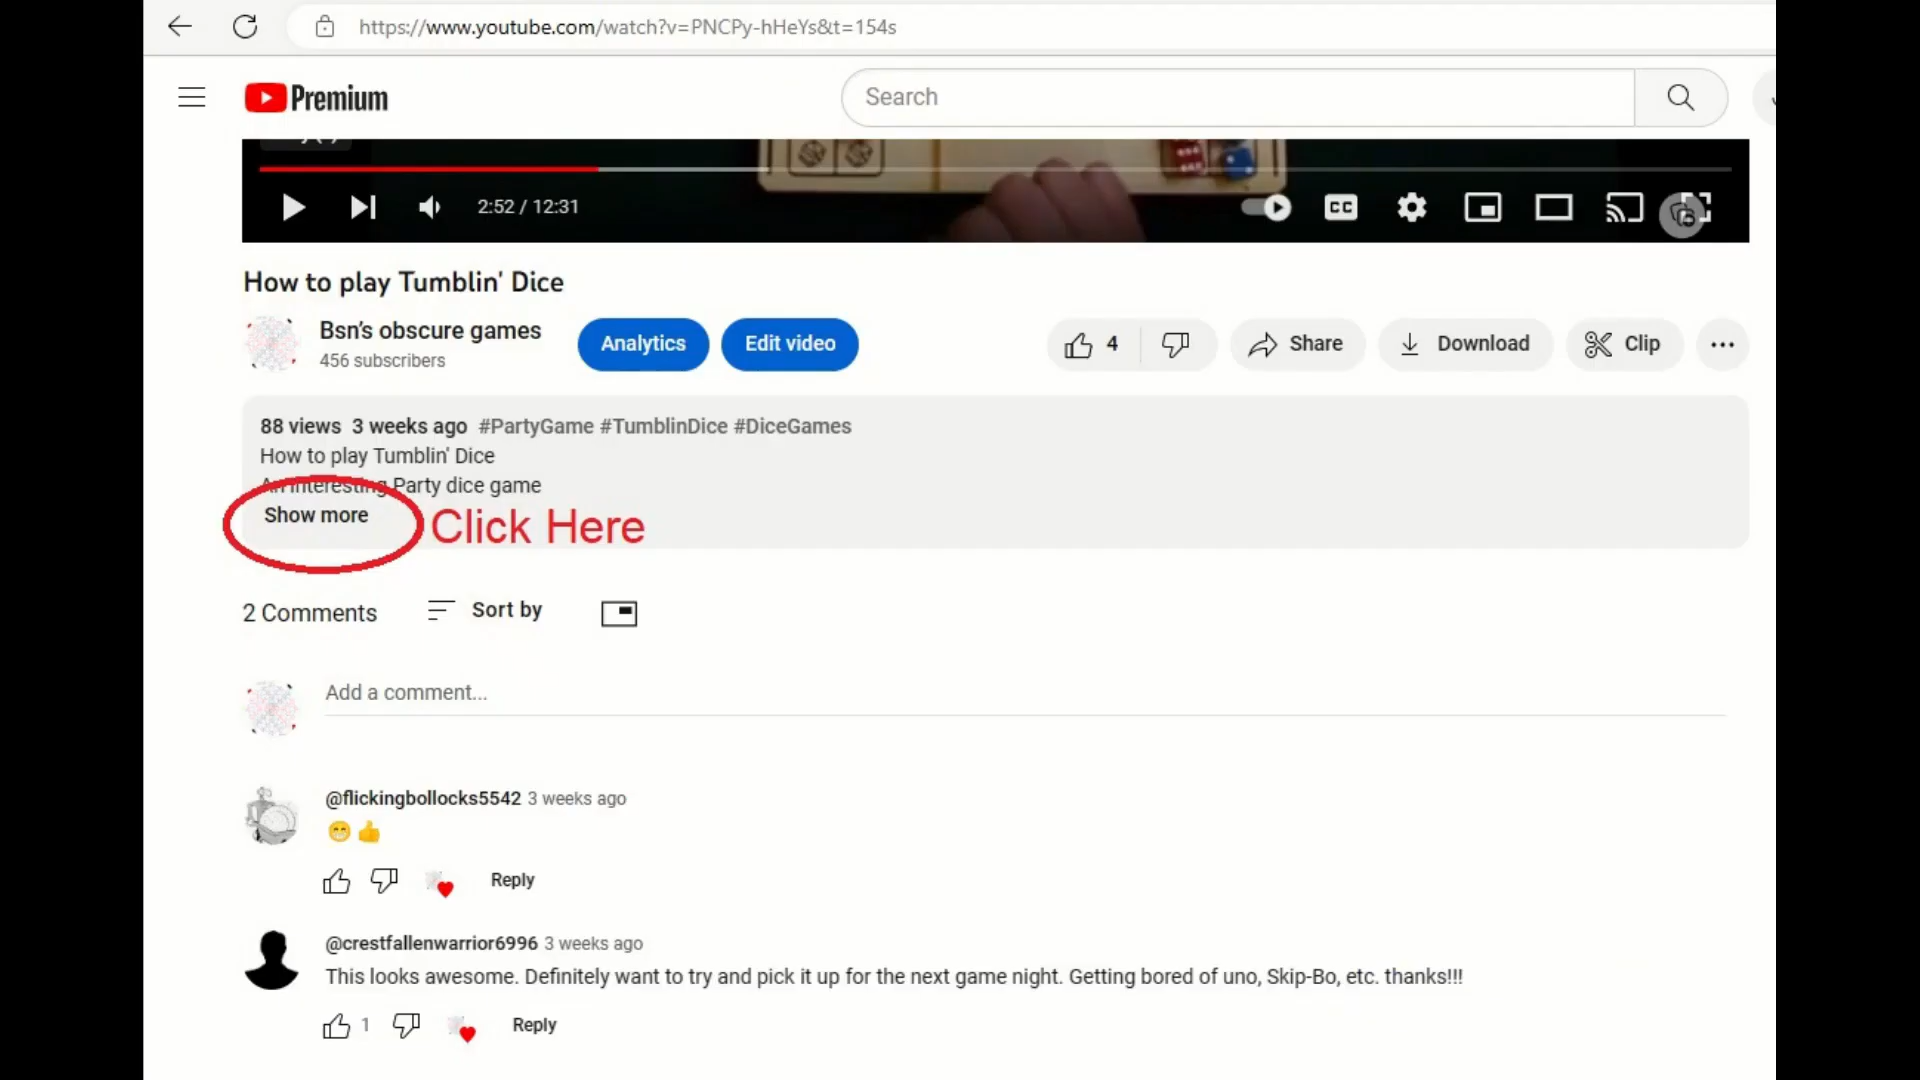 https://www.youtube.com/watch?v=PNCPy-hHeYs&t=154s
Premium
Search
2:52 / 12:31
CC
How to play Tumblin' Dice
Bsn's obscure games
456 subscribers
Analytics
Edit video
4
Share
Download
Clip
88 views 3 weeks ago #PartyGame #TumblinDice #DiceGames
How to play Tumblin' Dice
An interesting Party dice game
Show more
Click Here
2 Comments
Sort by
Add a comment...
@flickingbollocks5542 3 weeks ago
😁👍
Reply
@crestfallenwarrior6996 3 weeks ago
This looks awesome. Definitely want to try and pick it up for the next game night. Getting bored of uno, Skip-Bo, etc. thanks!!!
1
Reply